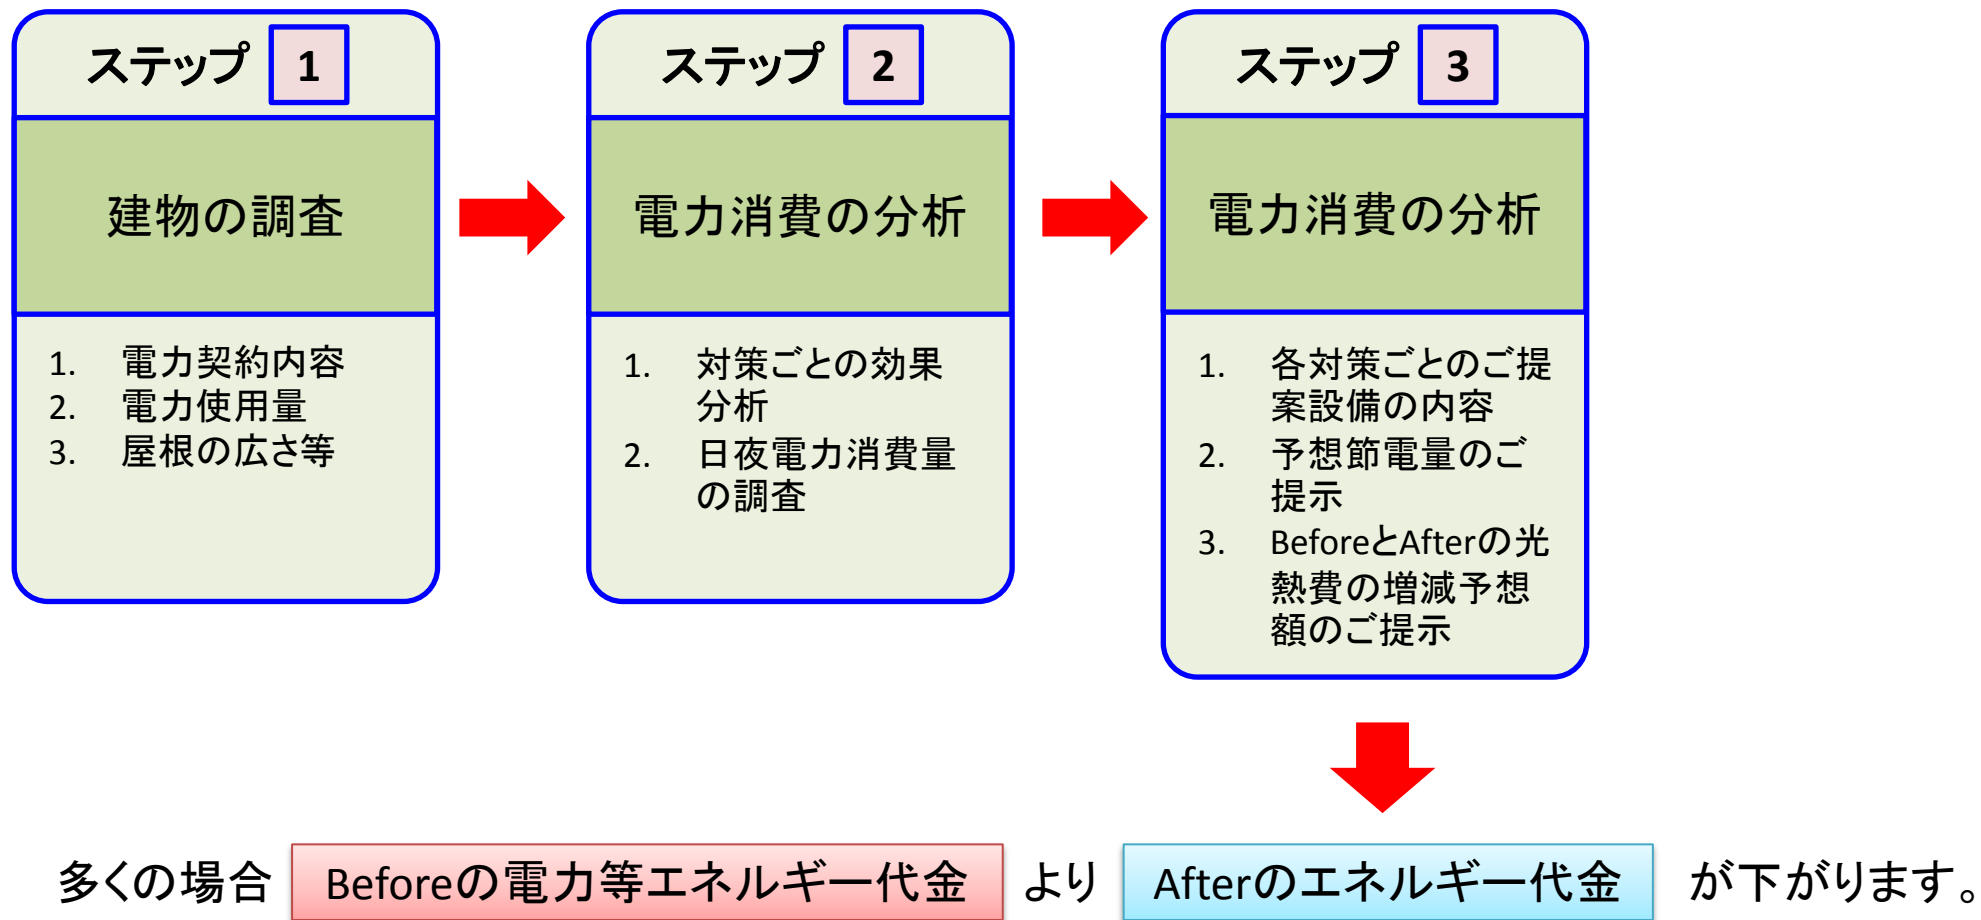 ステップ 1
建物の調査
1. 電力契約内容
2. 電力使用量
3. 屋根の広さ等
ステップ 2
電力消費の分析
1. 対策ごとの効果
分析
2. 日夜電力消費量
の調査
ステップ 3
電力消費の分析
1. 各対策ごとのご提
案設備の内容
2. 予想節電量のご
提示
3. BeforeとAfterの光
熱費の増減予想
額のご提示
多くの場合 Beforeの電力等エネルギー代金 より Afterのエネルギー代金 が下がります。